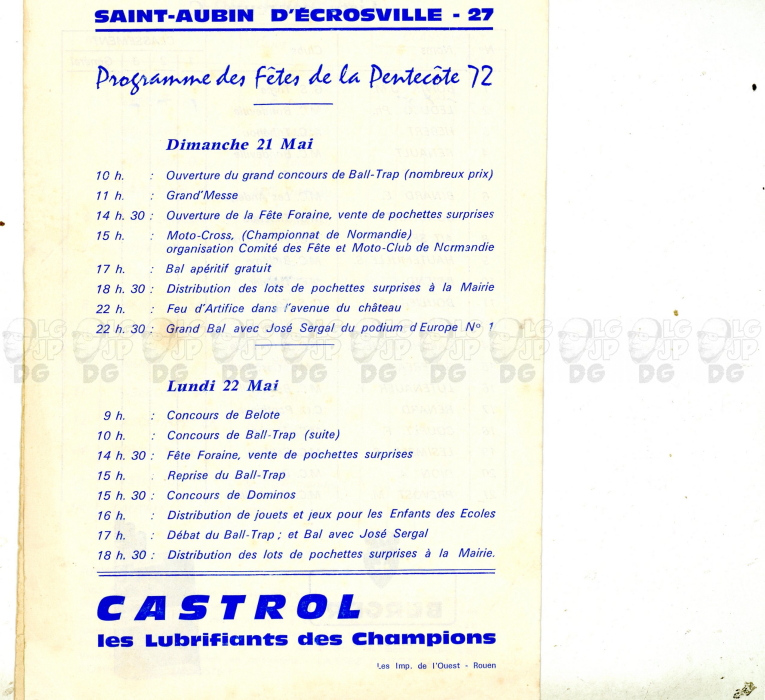 SAINT-AUBIN D'ÉCROSVILLE - 27
Programme des Fêtes de la Pentecôte 72
Dimanche 21 Mai
10 h. : Ouverture du grand concours de Ball-Trap (nombreux prix)
11 h. : Grand'Messe
14 h. 30 : Ouverture de la Fête Foraine, vente de pochettes surprises
15 h. : Moto-Cross, (Championnat de Normandie)
organisation Comité des Fête et Moto-Club de Normandie
17 h. : Bal apéritif gratuit
18 h. 30 : Distribution des lots de pochettes surprises à la Mairie
22 h. : Feu d'Artifice dans l'avenue du château
22 h. 30 : Grand Bal avec José Sergal du podium d'Europe Nº 1
LG JP DG
Lundi 22 Mai
9 h. : Concours de Belote
10 h. : Concours de Ball-Trap (suite)
14 h. 30 : Fête Foraine, vente de pochettes surprises
15 h. : Reprise du Ball-Trap
15 h. 30 : Concours de Dominos
16 h. : Distribution de jouets et jeux pour les Enfants des Ecoles
17 h. : Débat du Ball-Trap ; et Bal avec José Sergal
18 h. 30 : Distribution des lots de pochettes surprises à la Mairie.
CASTROL
les Lubrifiants des Champions
Les Imp. de l'Ouest - Rouen